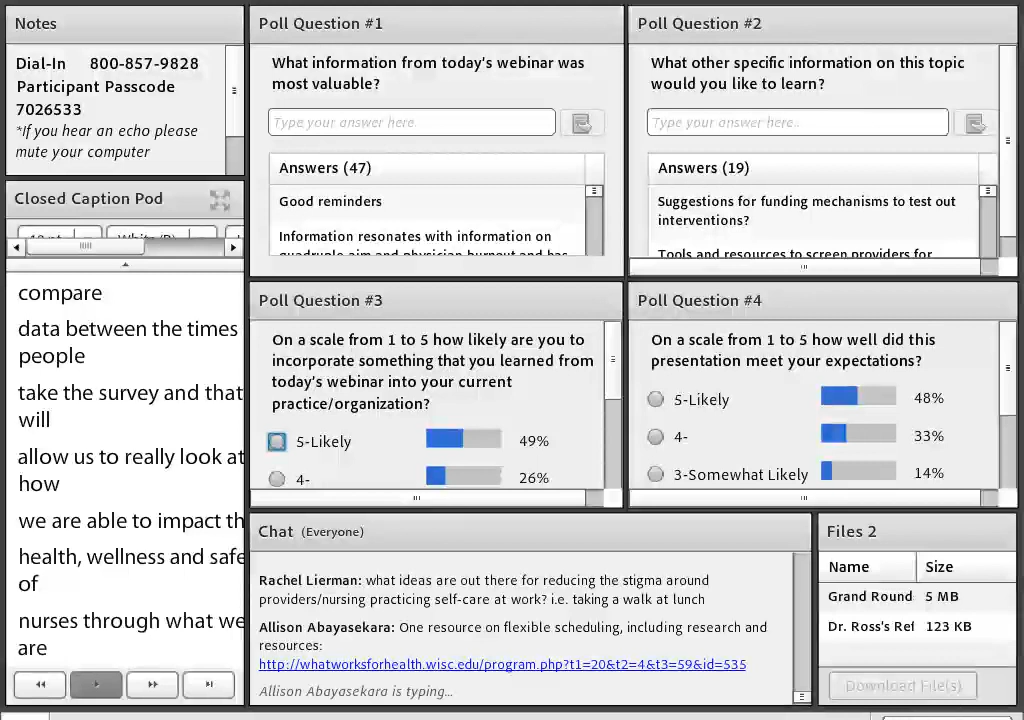 Notes
Dial-In 800-857-9828
Participant Passcode
7026533
*If you hear an echo please
mute your computer
Closed Caption Pod
compare
data between the times
people
take the survey and that
will
allow us to really look at
how
we are able to impact th
health, wellness and safe
of
nurses through what we
are
Poll Question #1
What information from today's webinar was
most valuable?
Type your answer here.
Answers (47)
Good reminders
Information resonates with information on
quadruple aim and physician burnout and has
Poll Question #2
What other specific information on this topic
would you like to learn?
Type your answer here..
Answers (19)
Suggestions for funding mechanisms to test out
interventions?
Tools and resources to screen providers for
Poll Question #3
On a scale from 1 to 5 how likely are you to
incorporate something that you learned from
today's webinar into your current
practice/organization?
5-Likely 49%
4- 26%
Poll Question #4
On a scale from 1 to 5 how well did this
presentation meet your expectations?
5-Likely 48%
4- 33%
3-Somewhat Likely 14%
Chat (Everyone)
Rachel Lierman: what ideas are out there for reducing the stigma around
providers/nursing practicing self-care at work? i.e. taking a walk at lunch
Allison Abayasekara: One resource on flexible scheduling, including research and
resources:
http://whatworksforhealth.wisc.edu/program.php?t1=20&t2=4&t3=59&id=535
Allison Abayasekara is typing...
Files 2
Name Size
Grand Round 5 MB
Dr. Ross's Ref 123 KB
Download File(s)